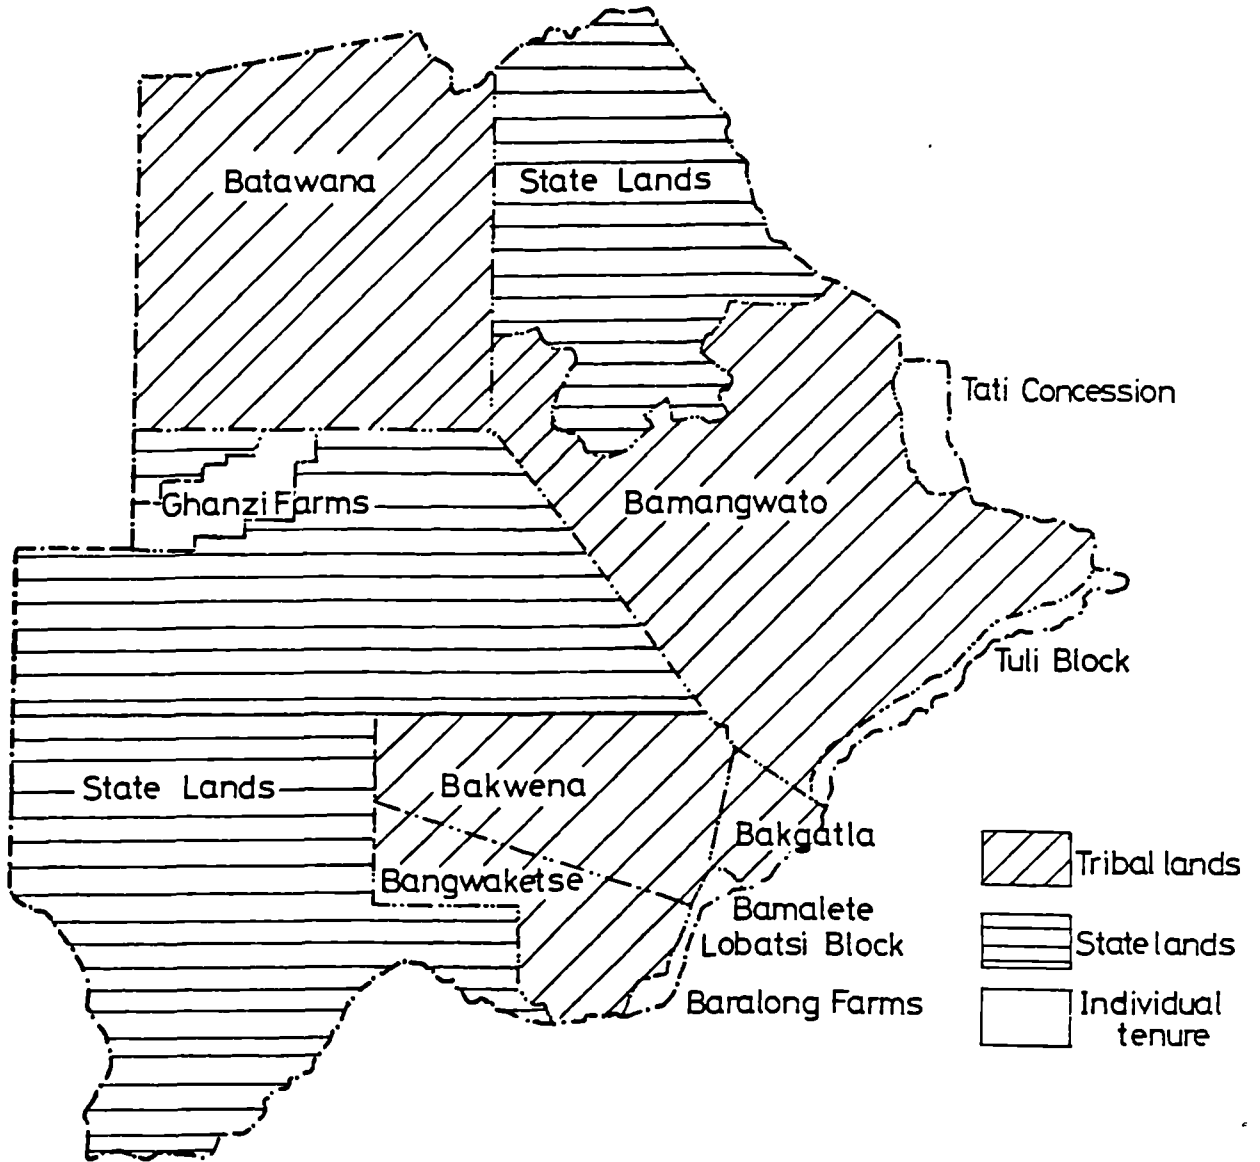 Batawana
State Lands
Tati Concession
Ghanzi Farms
Bamangwato
Tuli Block
State Lands
Bakwena
Bakgatla
Bangwaketse
Bamalete
Lobatsi Block
Baralong Farms
Tribal lands
State lands
Individual
tenure